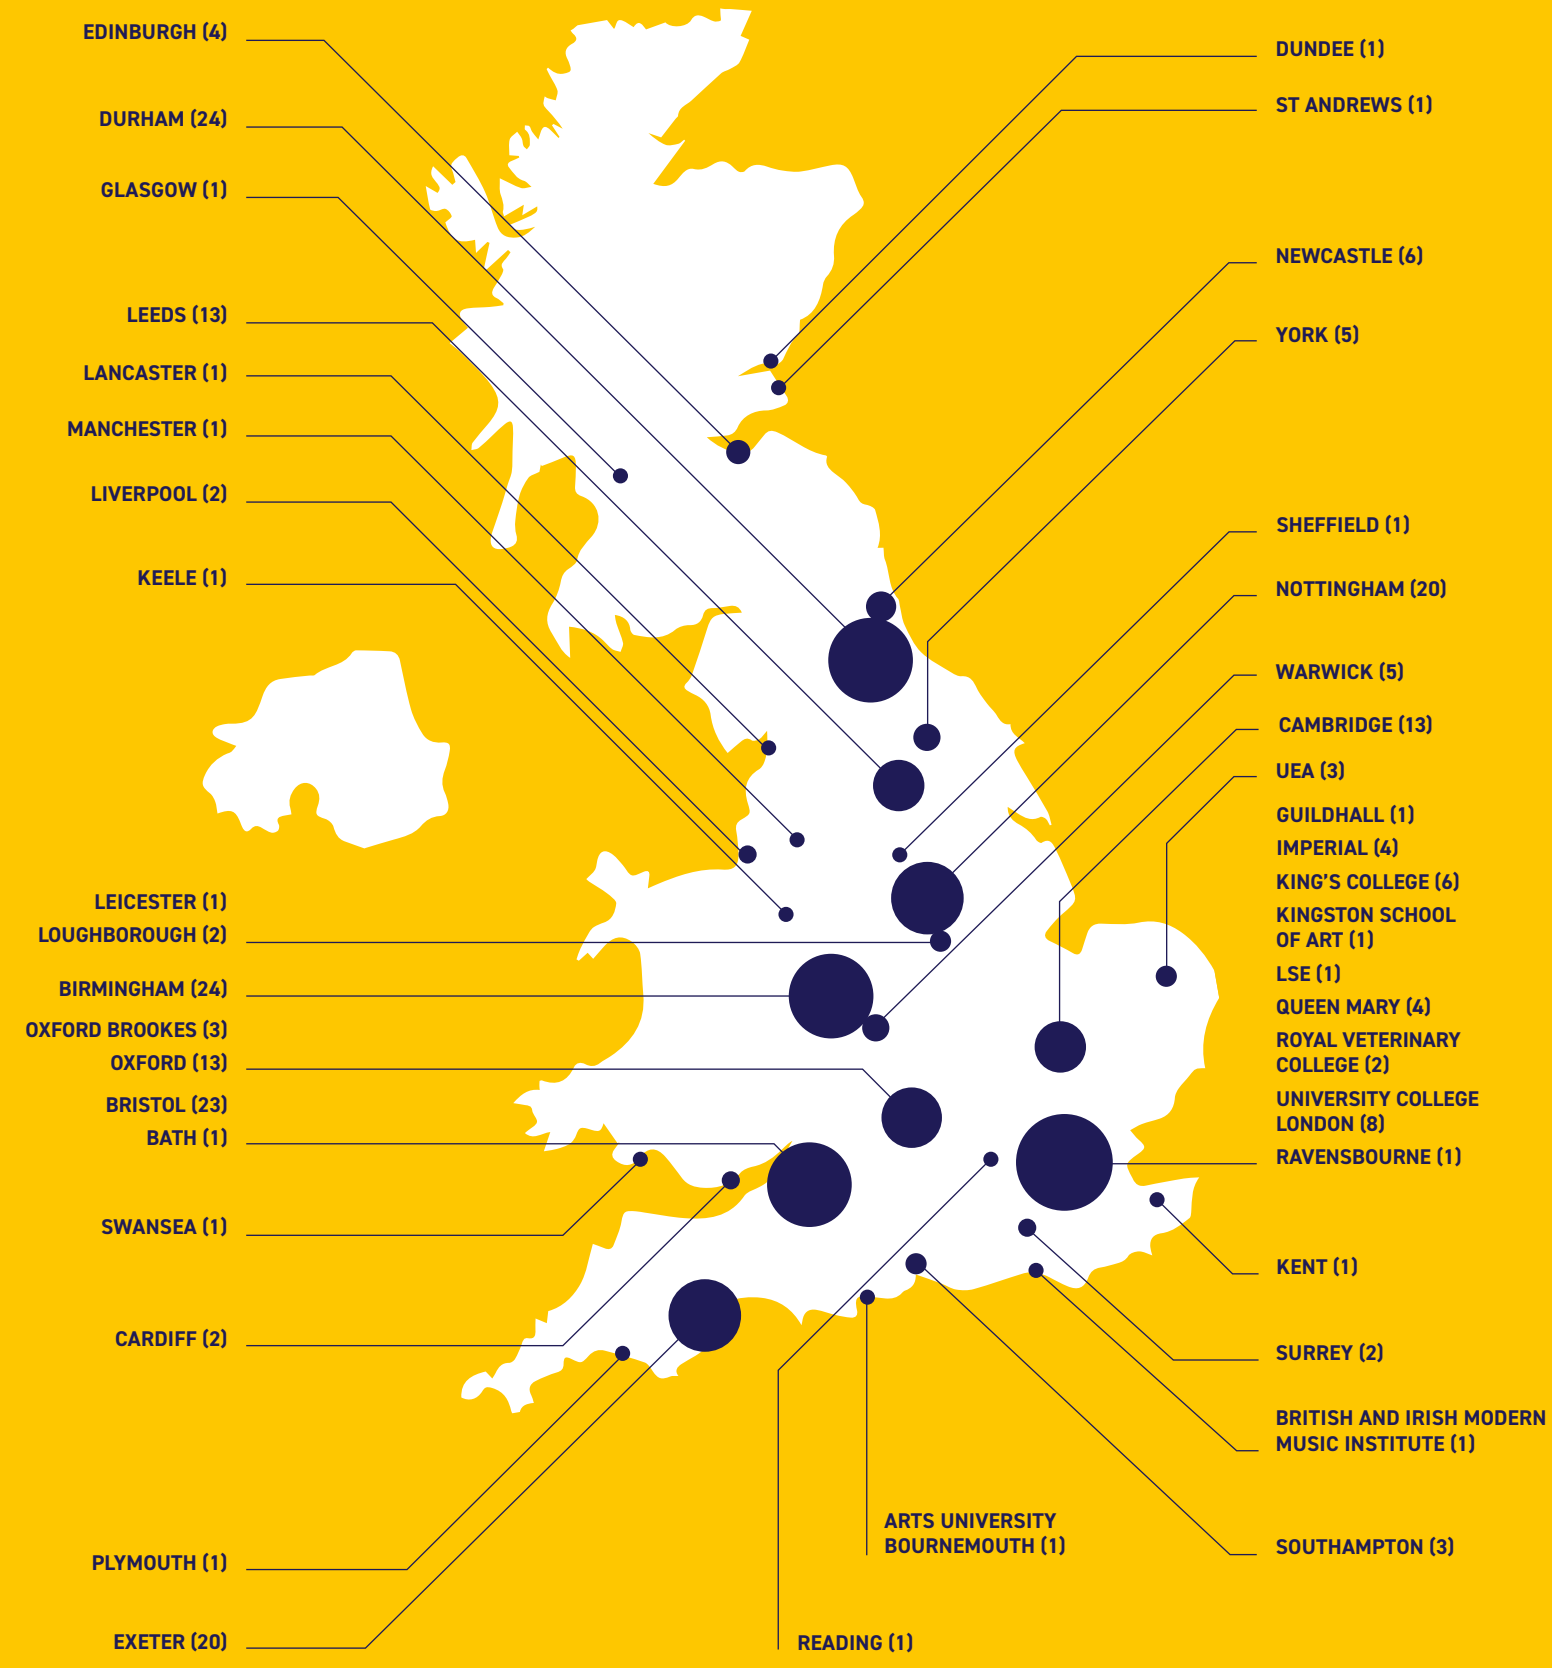 EDINBURGH (4)
DURHAM (24)
GLASGOW (1)
LEEDS (13)
LANCASTER (1)
MANCHESTER (1)
LIVERPOOL (2)
KEELE (1)
LEICESTER (1)
LOUGHBOROUGH (2)
BIRMINGHAM (24)
OXFORD BROOKES (3)
OXFORD (13)
BRISTOL (23)
BATH (1)
SWANSEA (1)
CARDIFF (2)
PLYMOUTH (1)
EXETER (20)
DUNDEE (1)
ST ANDREWS (1)
NEWCASTLE (6)
YORK (5)
SHEFFIELD (1)
NOTTINGHAM (20)
WARWICK (5)
CAMBRIDGE (13)
UEA (3)
GUILDHALL (1)
IMPERIAL (4)
KING’S COLLEGE (6)
KINGSTON SCHOOL
OF ART (1)
LSE (1)
QUEEN MARY (4)
ROYAL VETERINARY
COLLEGE (2)
UNIVERSITY COLLEGE
LONDON (8)
RAVENSBOURNE (1)
KENT (1)
SURREY (2)
BRITISH AND IRISH MODERN
MUSIC INSTITUTE (1)
SOUTHAMPTON (3)
ARTS UNIVERSITY
BOURNEMOUTH (1)
READING (1)